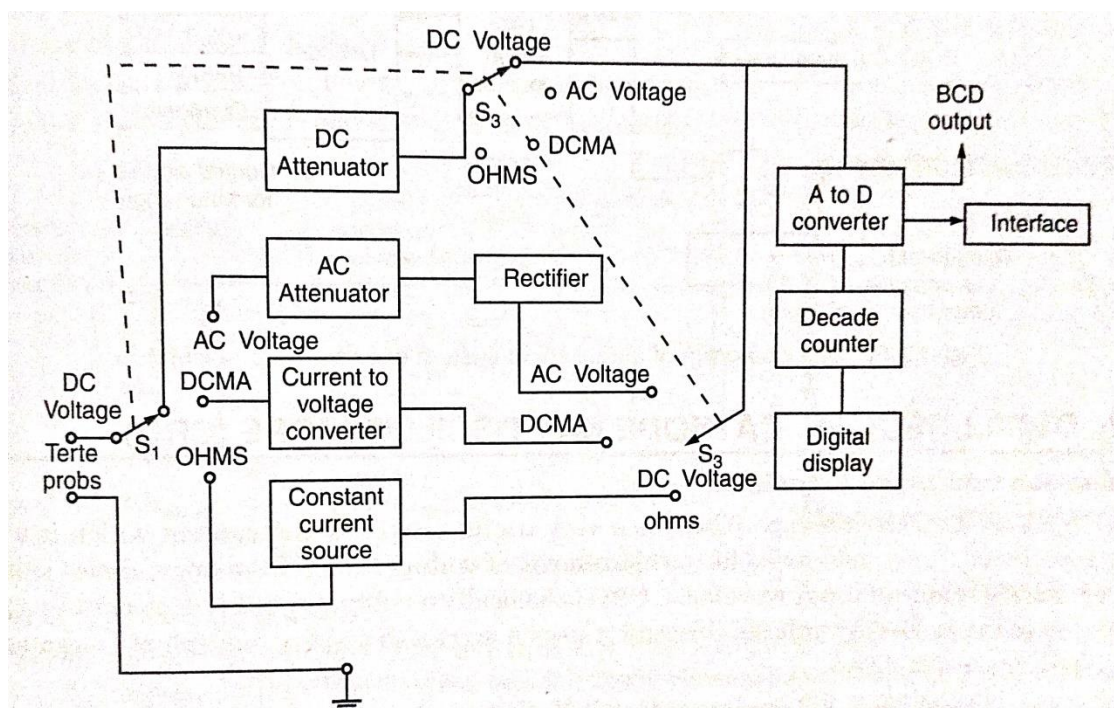 DC Voltage
S3
AC Voltage
DCMA
OHMS
BCD
output
DC
Attenuator
A to D
converter
Interface
AC
Attenuator
Rectifier
AC Voltage
Decade
counter
DC
Voltage
DCMA
Current to
voltage
converter
AC Voltage
DCMA
S1
Terte
probs
OHMS
S3
DC Voltage
ohms
Digital
display
Constant
current
source